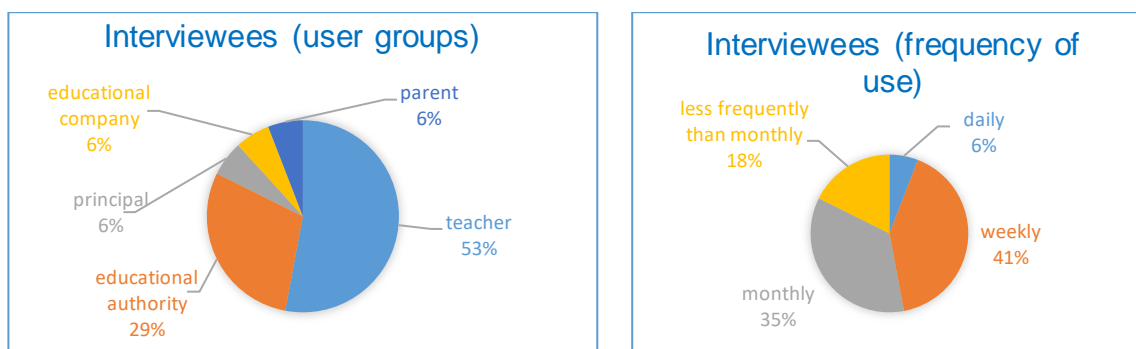 Interviewees (user groups)
educational
company
6%
parent
6%
principal
6%
teacher
53%
educational
authority
29%
Interviewees (frequency of
use)
less frequently
than monthly
18%
daily
6%
weekly
41%
monthly
35%